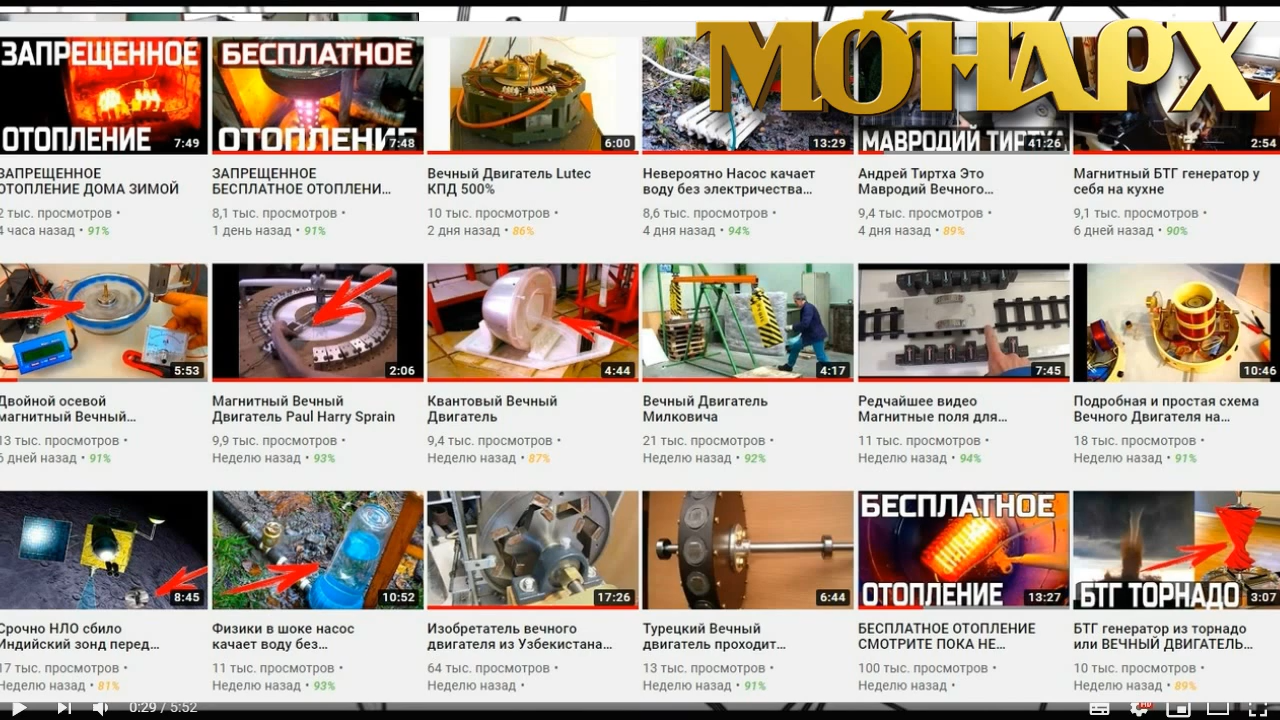 МОНАРХ
ЗАПРЕЩЕННОЕ
ОТОПЛЕНИЕ
7:49
БЕСПЛАТНОЕ
ОТОПЛЕНИЕ
7:48
6:00
13:29
МАВРОДИЙ ТИРТХА
41:26
2:54
ЗАПРЕЩЕННОЕ
ОТОПЛЕНИЕ ДОМА ЗИМОЙ
2 тыс. просмотров •
4 часа назад • 91%
ЗАПРЕЩЕННОЕ
БЕСПЛАТНОЕ ОТОПЛЕНИ...
8,1 тыс. просмотров •
1 день назад • 91%
Вечный Двигатель Lutec
КПД 500%
10 тыс. просмотров •
2 дня назад • 86%
Невероятно Насос качает
воду без электричества...
8,6 тыс. просмотров •
4 дня назад • 94%
Андрей Тиртха Это
Мавродий Вечного...
9,4 тыс. просмотров •
4 дня назад • 89%
Магнитный БТГ генератор у
себя на кухне
9,1 тыс. просмотров •
6 дней назад • 90%
5:53
2:06
4:44
4:17
7:45
10:46
Двойной осевой
магнитный Вечный...
13 тыс. просмотров •
6 дней назад • 91%
Магнитный Вечный
Двигатель Paul Harry Sprain
9,9 тыс. просмотров •
Неделю назад • 93%
Квантовый Вечный
Двигатель
9,4 тыс. просмотров •
Неделю назад • 87%
Вечный Двигатель
Милковича
21 тыс. просмотров •
Неделю назад • 92%
Редчайшее видео
Магнитные поля для...
11 тыс. просмотров •
Неделю назад • 94%
Подробная и простая схема
Вечного Двигателя на...
18 тыс. просмотров •
Неделю назад • 91%
8:45
10:52
17:26
6:44
БЕСПЛАТНОЕ
ОТОПЛЕНИЕ
13:27
БТГ ТОРНАДО
3:07
Срочно НЛО сбило
Индийский зонд перед...
17 тыс. просмотров •
Неделю назад • 81%
Физики в шоке насос
качает воду без...
11 тыс. просмотров •
Неделю назад • 93%
Изобретатель вечного
двигателя из Узбекистана...
64 тыс. просмотров •
Неделю назад •
Турецкий Вечный
двигатель проходит...
13 тыс. просмотров •
Неделю назад • 91%
БЕСПЛАТНОЕ ОТОПЛЕНИЕ
СМОТРИТЕ ПОКА НЕ...
100 тыс. просмотров •
Неделю назад •
БТГ генератор из торнадо
или ВЕЧНЫЙ ДВИГАТЕЛЬ...
10 тыс. просмотров •
Неделю назад • 89%
0:29 / 5:52
HD